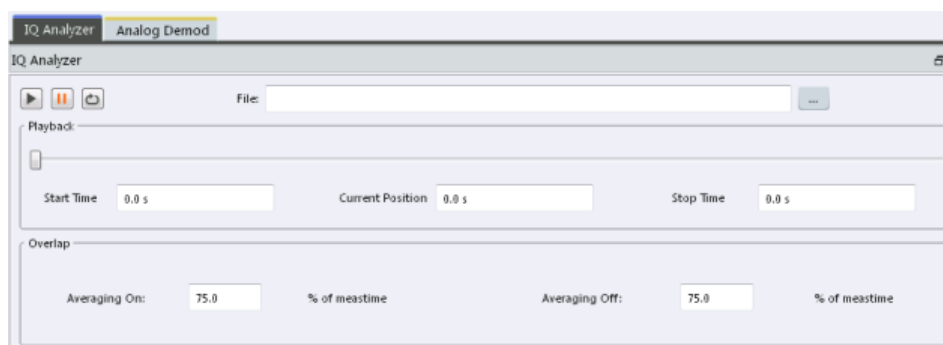 IQ Analyzer Analog Demod
IQ Analyzer
File: ...
Playback
Start Time 0.0 s Current Position 0.0 s Stop Time 0.0 s
Overlap
Averaging On: 75.0 % of meastime Averaging Off: 75.0 % of meastime